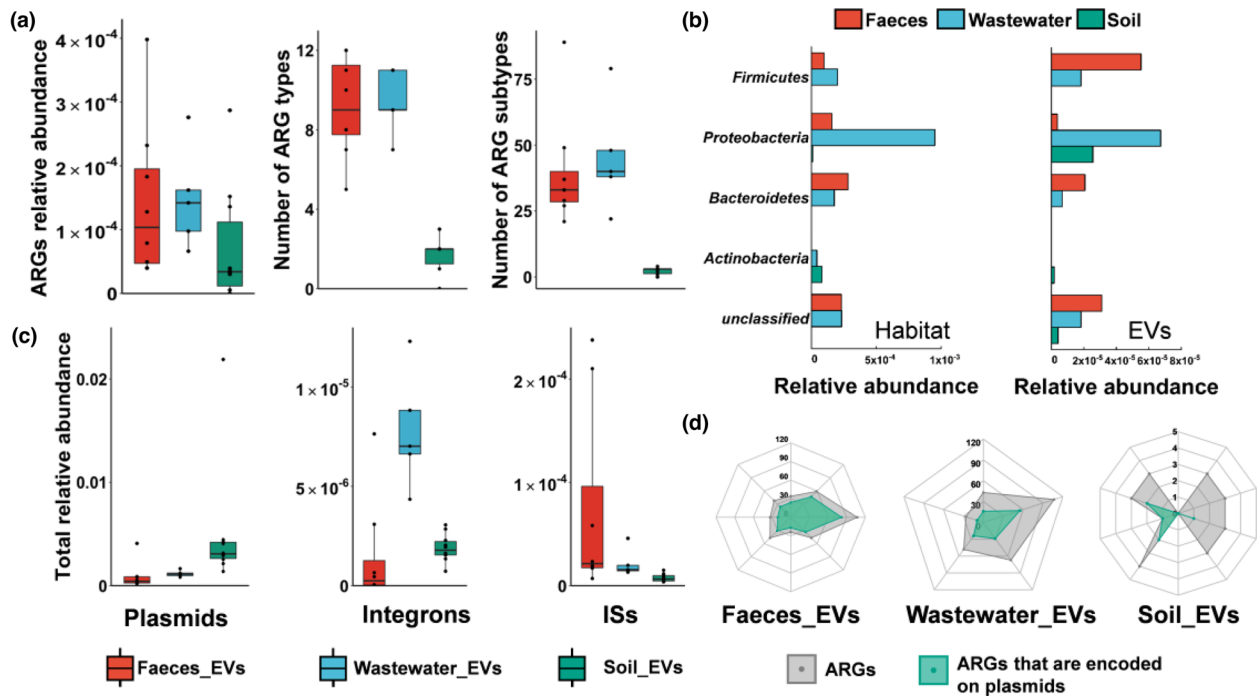 (a)
ARGs relative abundance
4×10⁻⁴
3×10⁻⁴
2×10⁻⁴
1×10⁻⁴
0
Number of ARG types
12
8
4
0
Number of ARG subtypes
75
50
25
0
(b)
Faeces Wastewater Soil
Firmicutes
Proteobacteria
Bacteroidetes
Actinobacteria
unclassified
Habitat
EVs
0 5×10⁻⁴ 1×10⁻³
0 2×10⁻⁵ 4×10⁻⁵ 6×10⁻⁵ 8×10⁻⁵
Relative abundance
Relative abundance
(c)
Total relative abundance
0.02
0.01
0
1×10⁻⁵
5×10⁻⁶
0
2×10⁻⁴
1×10⁻⁴
0
Plasmids
Integrons
ISs
Faeces_EVs
Wastewater_EVs
Soil_EVs
(d)
120
90
60
30
0
120
90
60
30
0
5
4
3
2
1
0
Faeces_EVs
Wastewater_EVs
Soil_EVs
ARGs
ARGs that are encoded
on plasmids